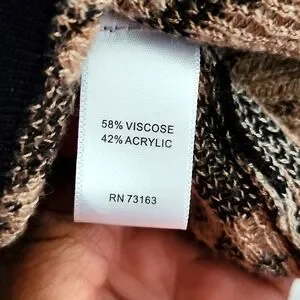 58% VISCOSE
42% ACRYLIC
RN 73163